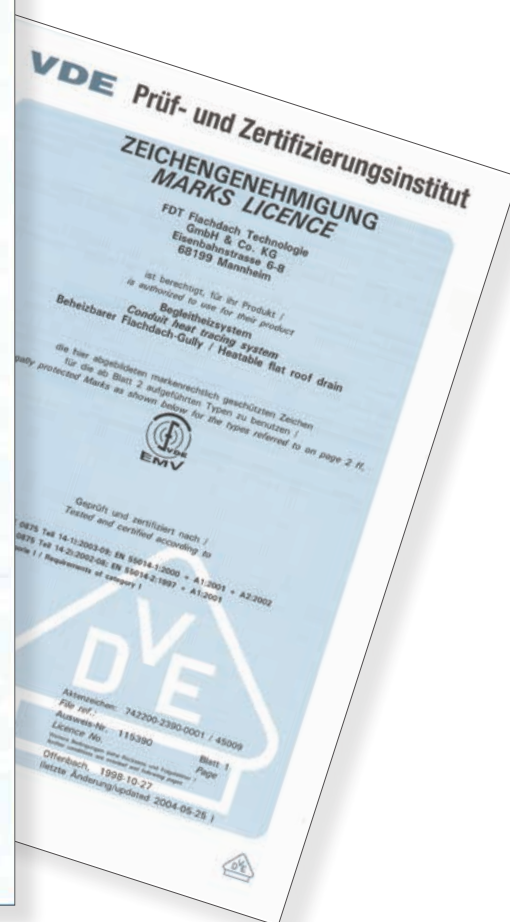 VDE Prüf- und Zertifizierungsinstitut
ZEICHENGENEHMIGUNG
MARKS LICENCE
FDT Flachdach Technologie
GmbH & Co. KG
Eisenbahnstrasse 6-8
68199 Mannheim
ist berechtigt, für ihr Produkt /
is authorized to use for their product
Begleitheizsystem
Conduit heat tracing system
Beheizbarer Flachdach-Gully / Heatable flat roof drain
die hier abgebildeten markenrechtlich geschützten Zeichen
für die ab Blatt 2 aufgeführten Typen zu benutzen /
protected Marks as shown below for the types referred to on page 2 ff.
VDE
EMV
Geprüft und zertifiziert nach /
Tested and certified according to
0875 Teil 14-1):2003-09; EN 55014-1:2000 + A1:2001 + A2:2002
0875 Teil 14-2):2002-08; EN 55014-2:1997 + A1:2001
/ Requirements of category I
DVE
Aktenzeichen: 742200-2390-0001 / 45009
File ref.:
Ausweis-Nr. 115390 Blatt 1
Licence No. Page
Offenbach, 1998-10-27
(letzte Änderung/updated 2004-05-26 )
DVE